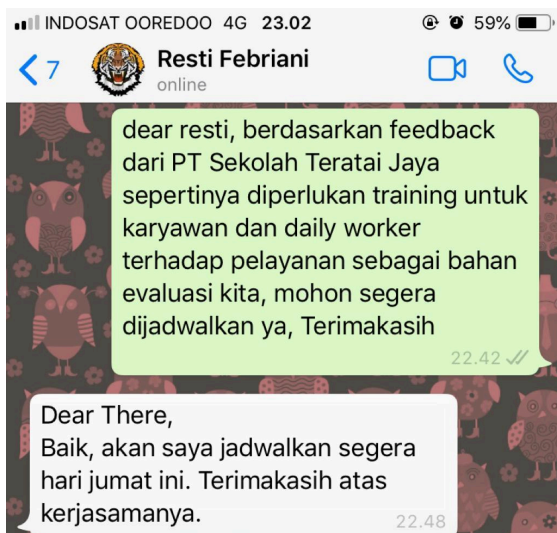 INDOSAT OOREDOO 4G 23.02 59%
7 Resti Febriani
online
dear resti, berdasarkan feedback
dari PT Sekolah Teratai Jaya
sepertinya diperlukan training untuk
karyawan dan daily worker
terhadap pelayanan sebagai bahan
evaluasi kita, mohon segera
dijadwalkan ya, Terimakasih
22.42
Dear There,
Baik, akan saya jadwalkan segera
hari jumat ini. Terimakasih atas
kerjasamanya.
22.48